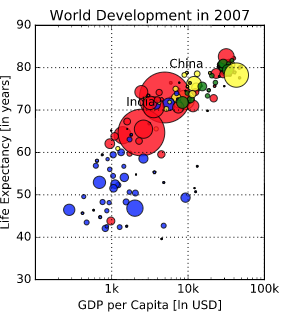 World Development in 2007
90
80
70
60
50
40
30
China
India
1k
10k
100k
Life Expectancy [in years]
GDP per Capita [In USD]